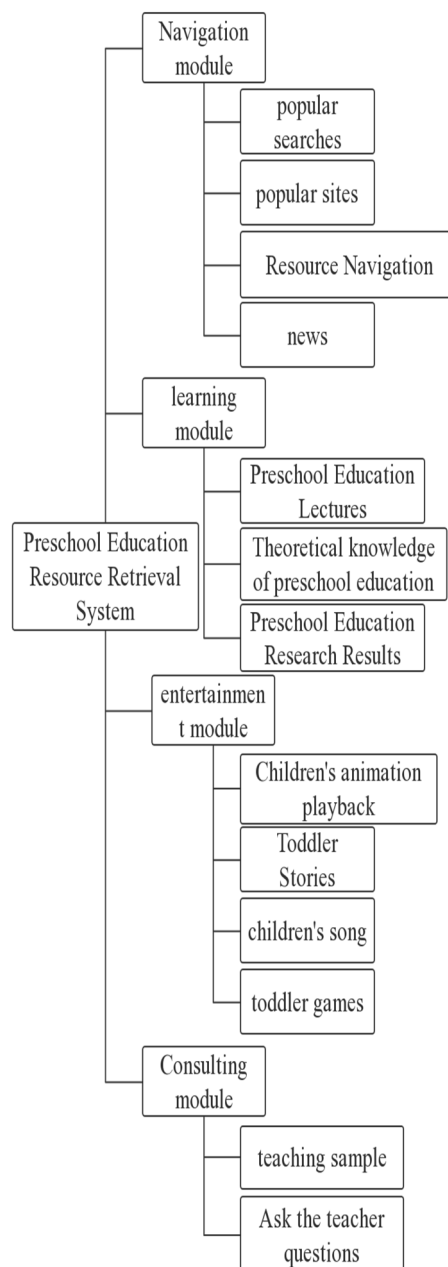 Navigation
module
popular
searches
popular sites
Resource Navigation
news
learning
module
Preschool Education
Lectures
Preschool Education
Resource Retrieval
System
Theoretical knowledge
of preschool education
Preschool Education
Research Results
entertainmen
t module
Children's animation
playback
Toddler
Stories
children's song
toddler games
Consulting
module
teaching sample
Ask the teacher
questions